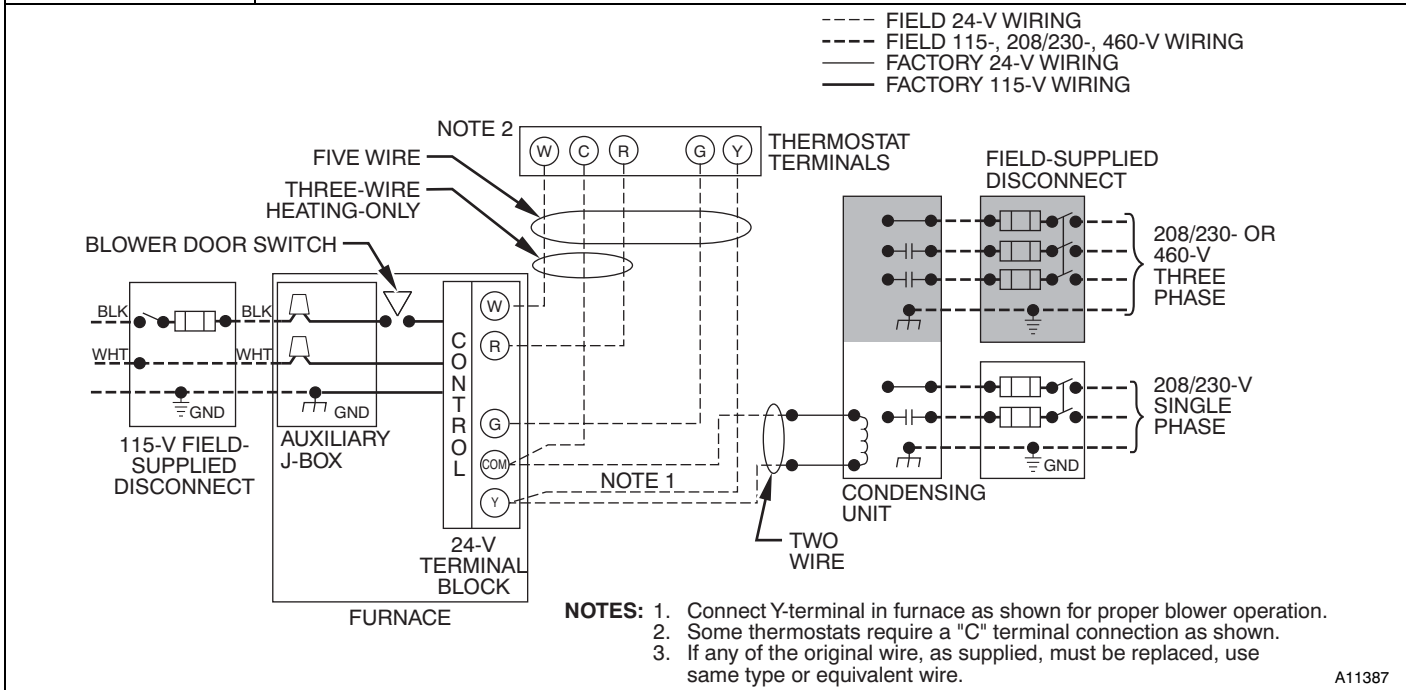 FIELD 24-V WIRING
FIELD 115-, 208/230-, 460-V WIRING
FACTORY 24-V WIRING
FACTORY 115-V WIRING
NOTE 2
W C R G Y
THERMOSTAT
TERMINALS
FIVE WIRE
THREE-WIRE
HEATING-ONLY
BLOWER DOOR SWITCH
FIELD-SUPPLIED
DISCONNECT
208/230- OR
460-V
THREE
PHASE
BLK
BLK
WHT
WHT
GND
GND
115-V FIELD-
SUPPLIED
DISCONNECT
AUXILIARY
J-BOX
CONTROL
W
R
G
COM
Y
NOTE 1
24-V
TERMINAL
BLOCK
FURNACE
TWO
WIRE
CONDENSING
UNIT
GND
208/230-V
SINGLE
PHASE
NOTES: 1. Connect Y-terminal in furnace as shown for proper blower operation.
2. Some thermostats require a "C" terminal connection as shown.
3. If any of the original wire, as supplied, must be replaced, use
same type or equivalent wire.
A11387